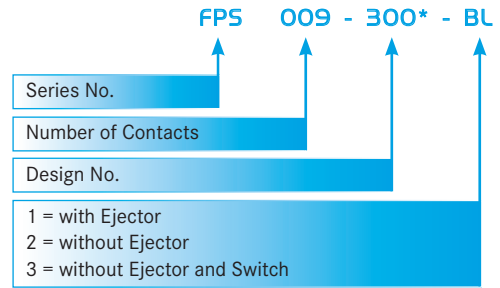 FPS 009 - 300* - BL
Series No.
Number of Contacts
Design No.
1 = with Ejector
2 = without Ejector
3 = without Ejector and Switch